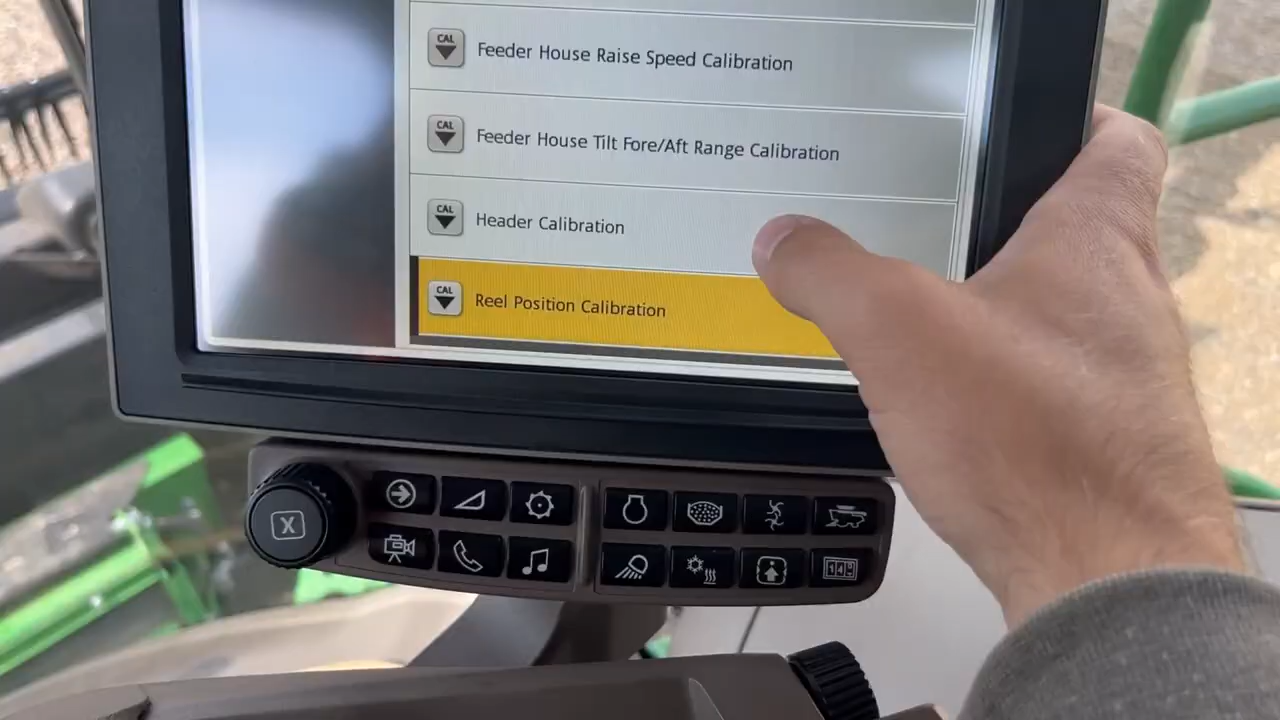 CAL
Feeder House Raise Speed Calibration
CAL
Feeder House Tilt Fore/Aft Range Calibration
CAL
Header Calibration
CAL
Reel Position Calibration
X